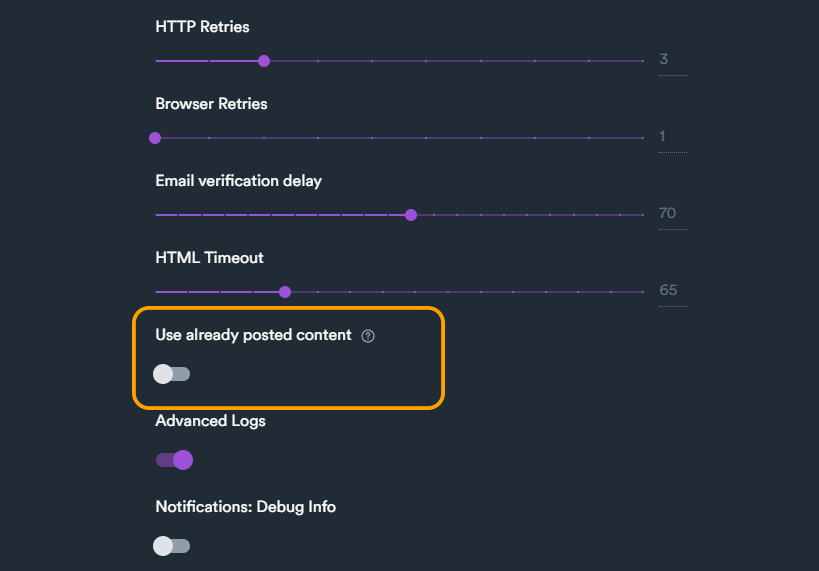 HTTP Retries
3
Browser Retries
1
Email verification delay
70
HTML Timeout
65
Use already posted content ?
Advanced Logs
Notifications: Debug Info